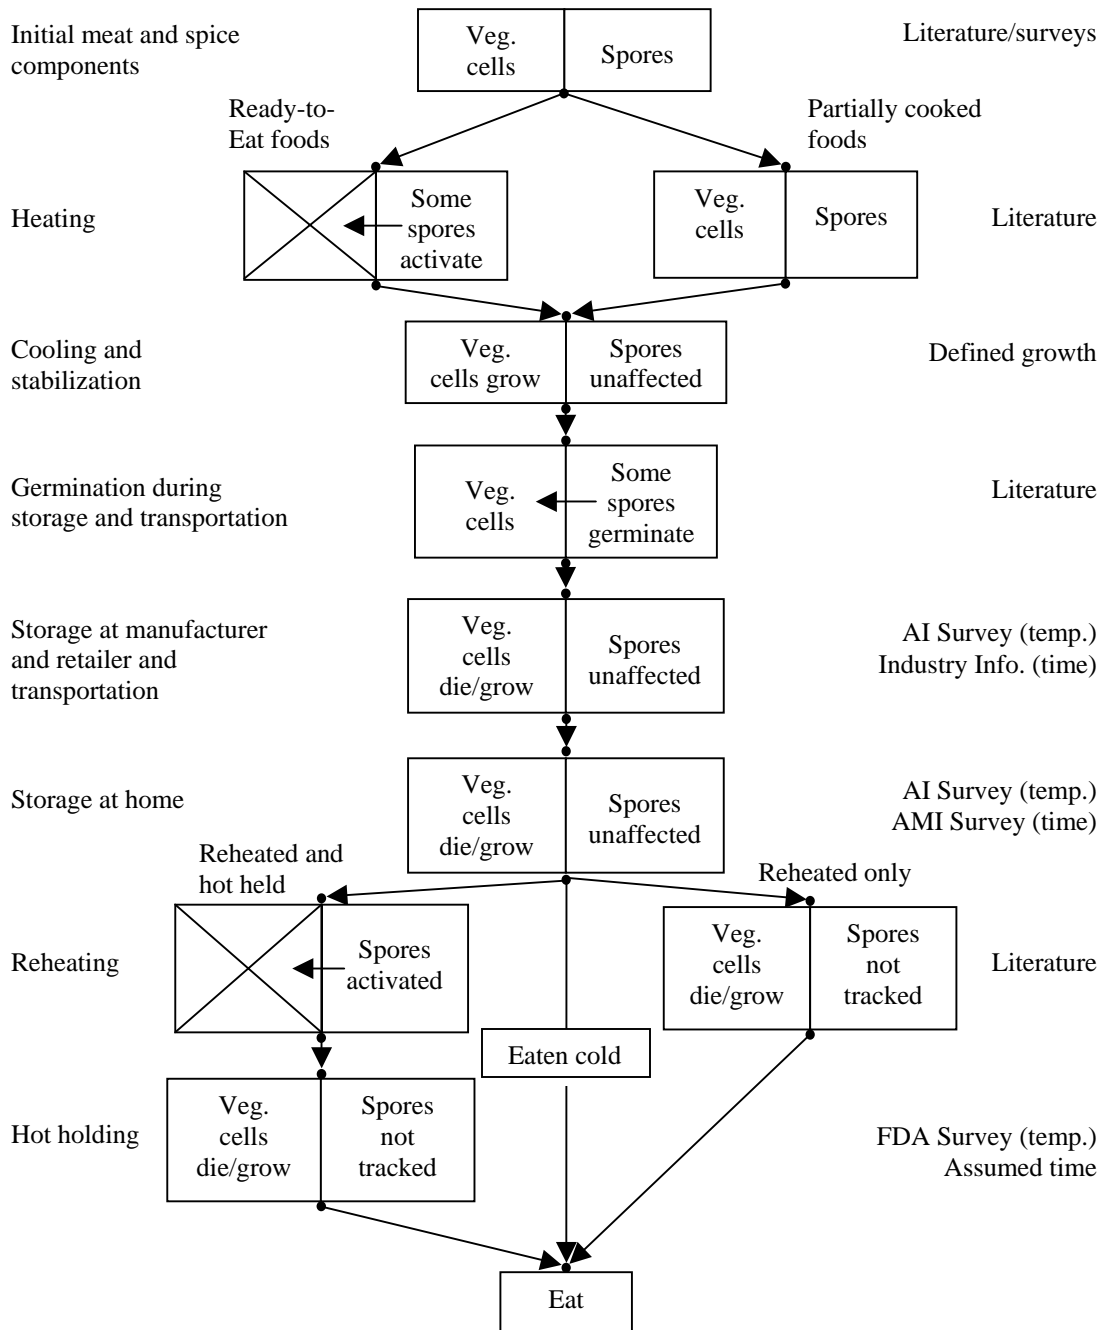 Initial meat and spice
components
Veg.
cells
Spores
Literature/surveys
Ready-to-
Eat foods
Partially cooked
foods
Heating
Some
spores
activate
Veg.
cells
Spores
Literature
Cooling and
stabilization
Veg.
cells grow
Spores
unaffected
Defined growth
Germination during
storage and transportation
Veg.
cells
Some
spores
germinate
Literature
Storage at manufacturer
and retailer and
transportation
Veg.
cells
die/grow
Spores
unaffected
AI Survey (temp.)
Industry Info. (time)
Storage at home
Veg.
cells
die/grow
Spores
unaffected
AI Survey (temp.)
AMI Survey (time)
Reheated and
hot held
Reheated only
Reheating
Spores
activated
Veg.
cells
die/grow
Spores
not
tracked
Literature
Eaten cold
Hot holding
Veg.
cells
die/grow
Spores
not
tracked
FDA Survey (temp.)
Assumed time
Eat